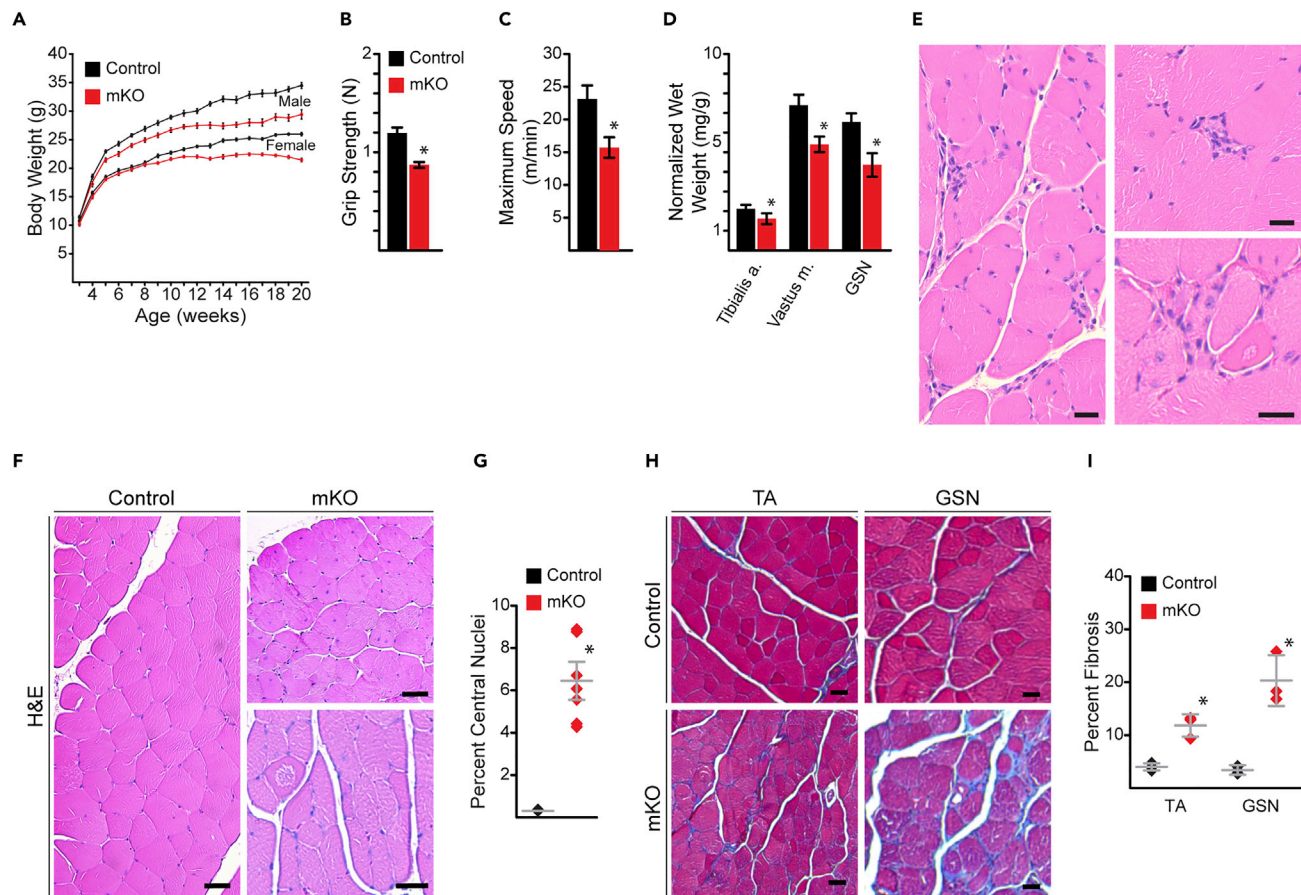 A
Body Weight (g)
40
35
30
25
20
15
10
5
Control
mKO
Male
Female
4 6 8 10 12 14 16 18 20
Age (weeks)
B
Grip Strength (N)
2
1
Control
mKO
*
C
Maximum Speed
(m/min)
30
25
20
15
10
5
*
D
Normalized Wet
Weight (mg/g)
10
7
5
3
1
*
*
*
Tibialis a.
Vastus m.
GSN
E
F
Control
mKO
H&E
G
Control
mKO
Percent Central Nuclei
10
8
6
4
2
*
H
TA
GSN
Control
mKO
I
Control
mKO
Percent Fibrosis
40
30
20
10
*
*
TA
GSN